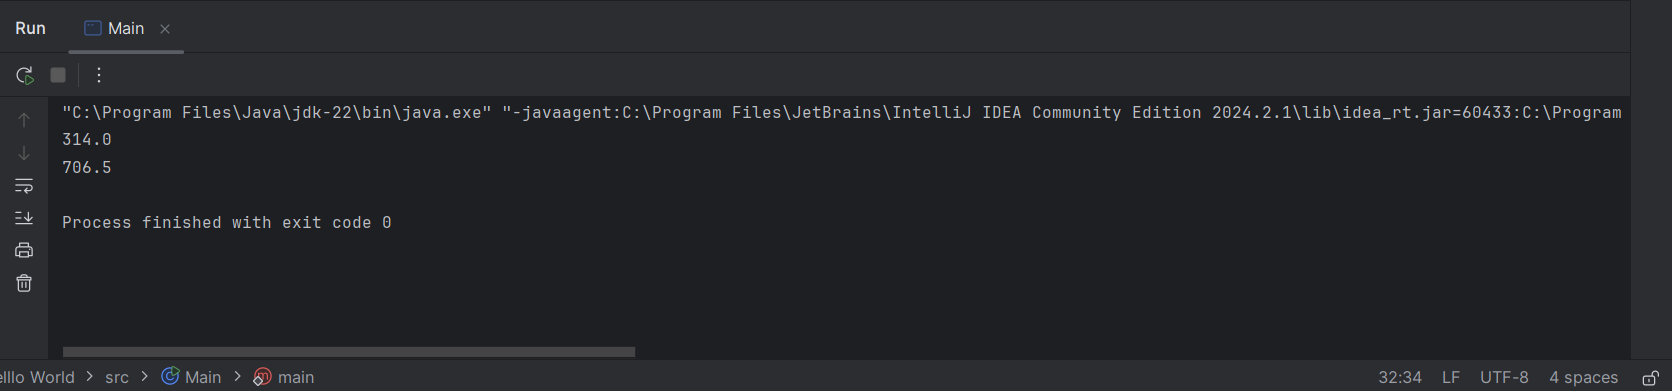 Run Main
"C:\Program Files\Java\jdk-22\bin\java.exe" "-javaagent:C:\Program Files\JetBrains\IntelliJ IDEA Community Edition 2024.2.1\lib\idea_rt.jar=60433:C:\Program
314.0
706.5
Process finished with exit code 0
elllo World > src > Main > main 32:34 LF UTF-8 4 spaces